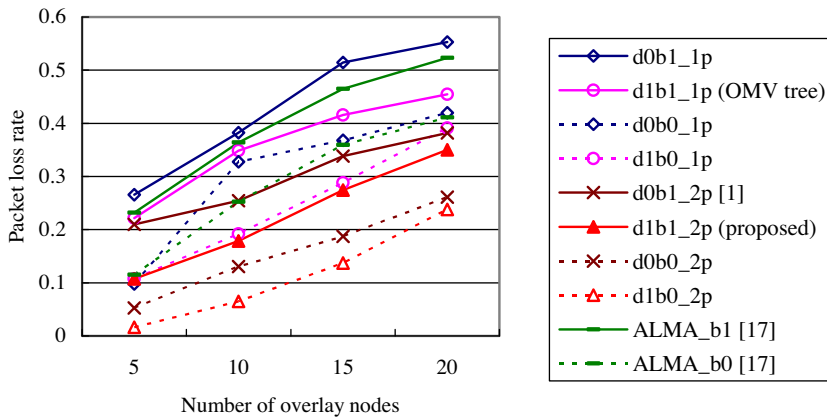 Packet loss rate
0.6
0.5
0.4
0.3
0.2
0.1
0
5 10 15 20
Number of overlay nodes
d0b1_1p
d1b1_1p (OMV tree)
d0b0_1p
d1b0_1p
d0b1_2p [1]
d1b1_2p (proposed)
d0b0_2p
d1b0_2p
ALMA_b1 [17]
ALMA_b0 [17]